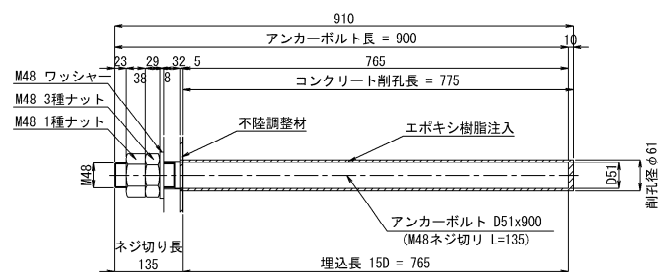 910
アンカーボルト長 = 900
10
23
29
32
5
765
38
8
M48 ワッシャー
M48 3種ナット
M48 1種ナット
コンクリート削孔長 = 775
不陸調整材
エポキシ樹脂注入
M48
D51
削孔径φ61
アンカーボルト D51x900
(M48ネジ切り l=135)
ネジ切り長
135
埋込長 15D = 765